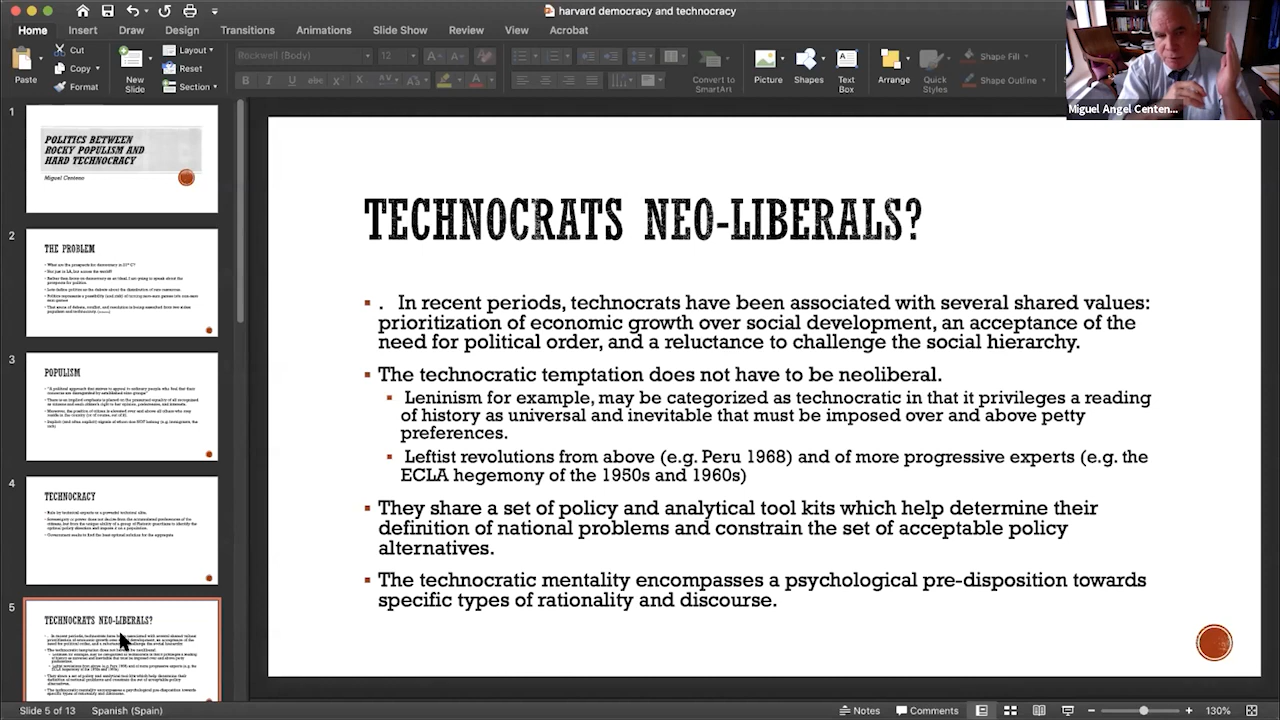 harvard democracy and technocracy
Home Insert Draw Design Transitions Animations Slide Show Review View Acrobat
Paste
Cut
Copy
Format
New Slide
Layout
Reset
Section
Rockwell (Body) 12
Convert to SmartArt
Picture
Shapes
Text Box
Arrange
Quick Styles
Shape Fill
Shape Outline
Miguel Angel Centen...
1
POLITICS BETWEEN
ROCKY POPULISM AND
HARD TECHNOCRACY
Miguel Centeno
2
THE PROBLEM
3
POPULISM
4
TECHNOCRACY
5
TECHNOCRATS NEO-LIBERALS?
TECHNOCRATS NEO-LIBERALS?
. In recent periods, technocrats have been associated with several shared values:
prioritization of economic growth over social development, an acceptance of the
need for political order, and a reluctance to challenge the social hierarchy.
The technocratic temptation does not have to be neoliberal.
Leninism for example, may be categorized as technocratic in that it privileges a reading
of history as universal and inevitable that must be imposed over and above petty
preferences.
Leftist revolutions from above (e.g. Peru 1968) and of more progressive experts (e.g. the
ECLA hegemony of the 1950s and 1960s)
They share a set of policy and analytical tool kits which help determine their
definition of national problems and constrain the set of acceptable policy
alternatives.
The technocratic mentality encompasses a psychological pre-disposition towards
specific types of rationality and discourse.
Slide 5 of 13 Spanish (Spain) Notes Comments 130%